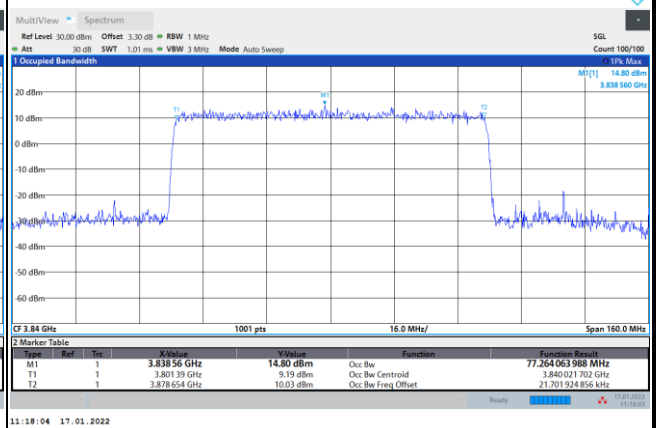 MultiView Spectrum
Ref Level 30.00 dBm Offset 3.30 dB RBW 1 MHz SGL
Att 30 dB SWT 1.01 ms VBW 3 MHz Mode Auto Sweep Count 100/100
1 Occupied Bandwidth 1Pk Max
M1[1] 14.80 dBm
3.838 560 GHz
20 dBm
M1
T1
T2
10 dBm
0 dBm
-10 dBm
-20 dBm
-30 dBm
-40 dBm
-50 dBm
-60 dBm
CF 3.84 GHz 1001 pts 16.0 MHz/ Span 160.0 MHz
2 Marker Table
Type Ref Trc X-Value Y-Value Function Function Result
M1 1 3.838 56 GHz 14.80 dBm Occ Bw 77.264 063 988 MHz
T1 1 3.801 39 GHz 9.19 dBm Occ Bw Centroid 3.840 021 702 GHz
T2 1 3.878 654 GHz 10.03 dBm Occ Bw Freq Offset 21.701 924 856 kHz
Ready 17.01.2022
11:18:03
11:18:04 17.01.2022